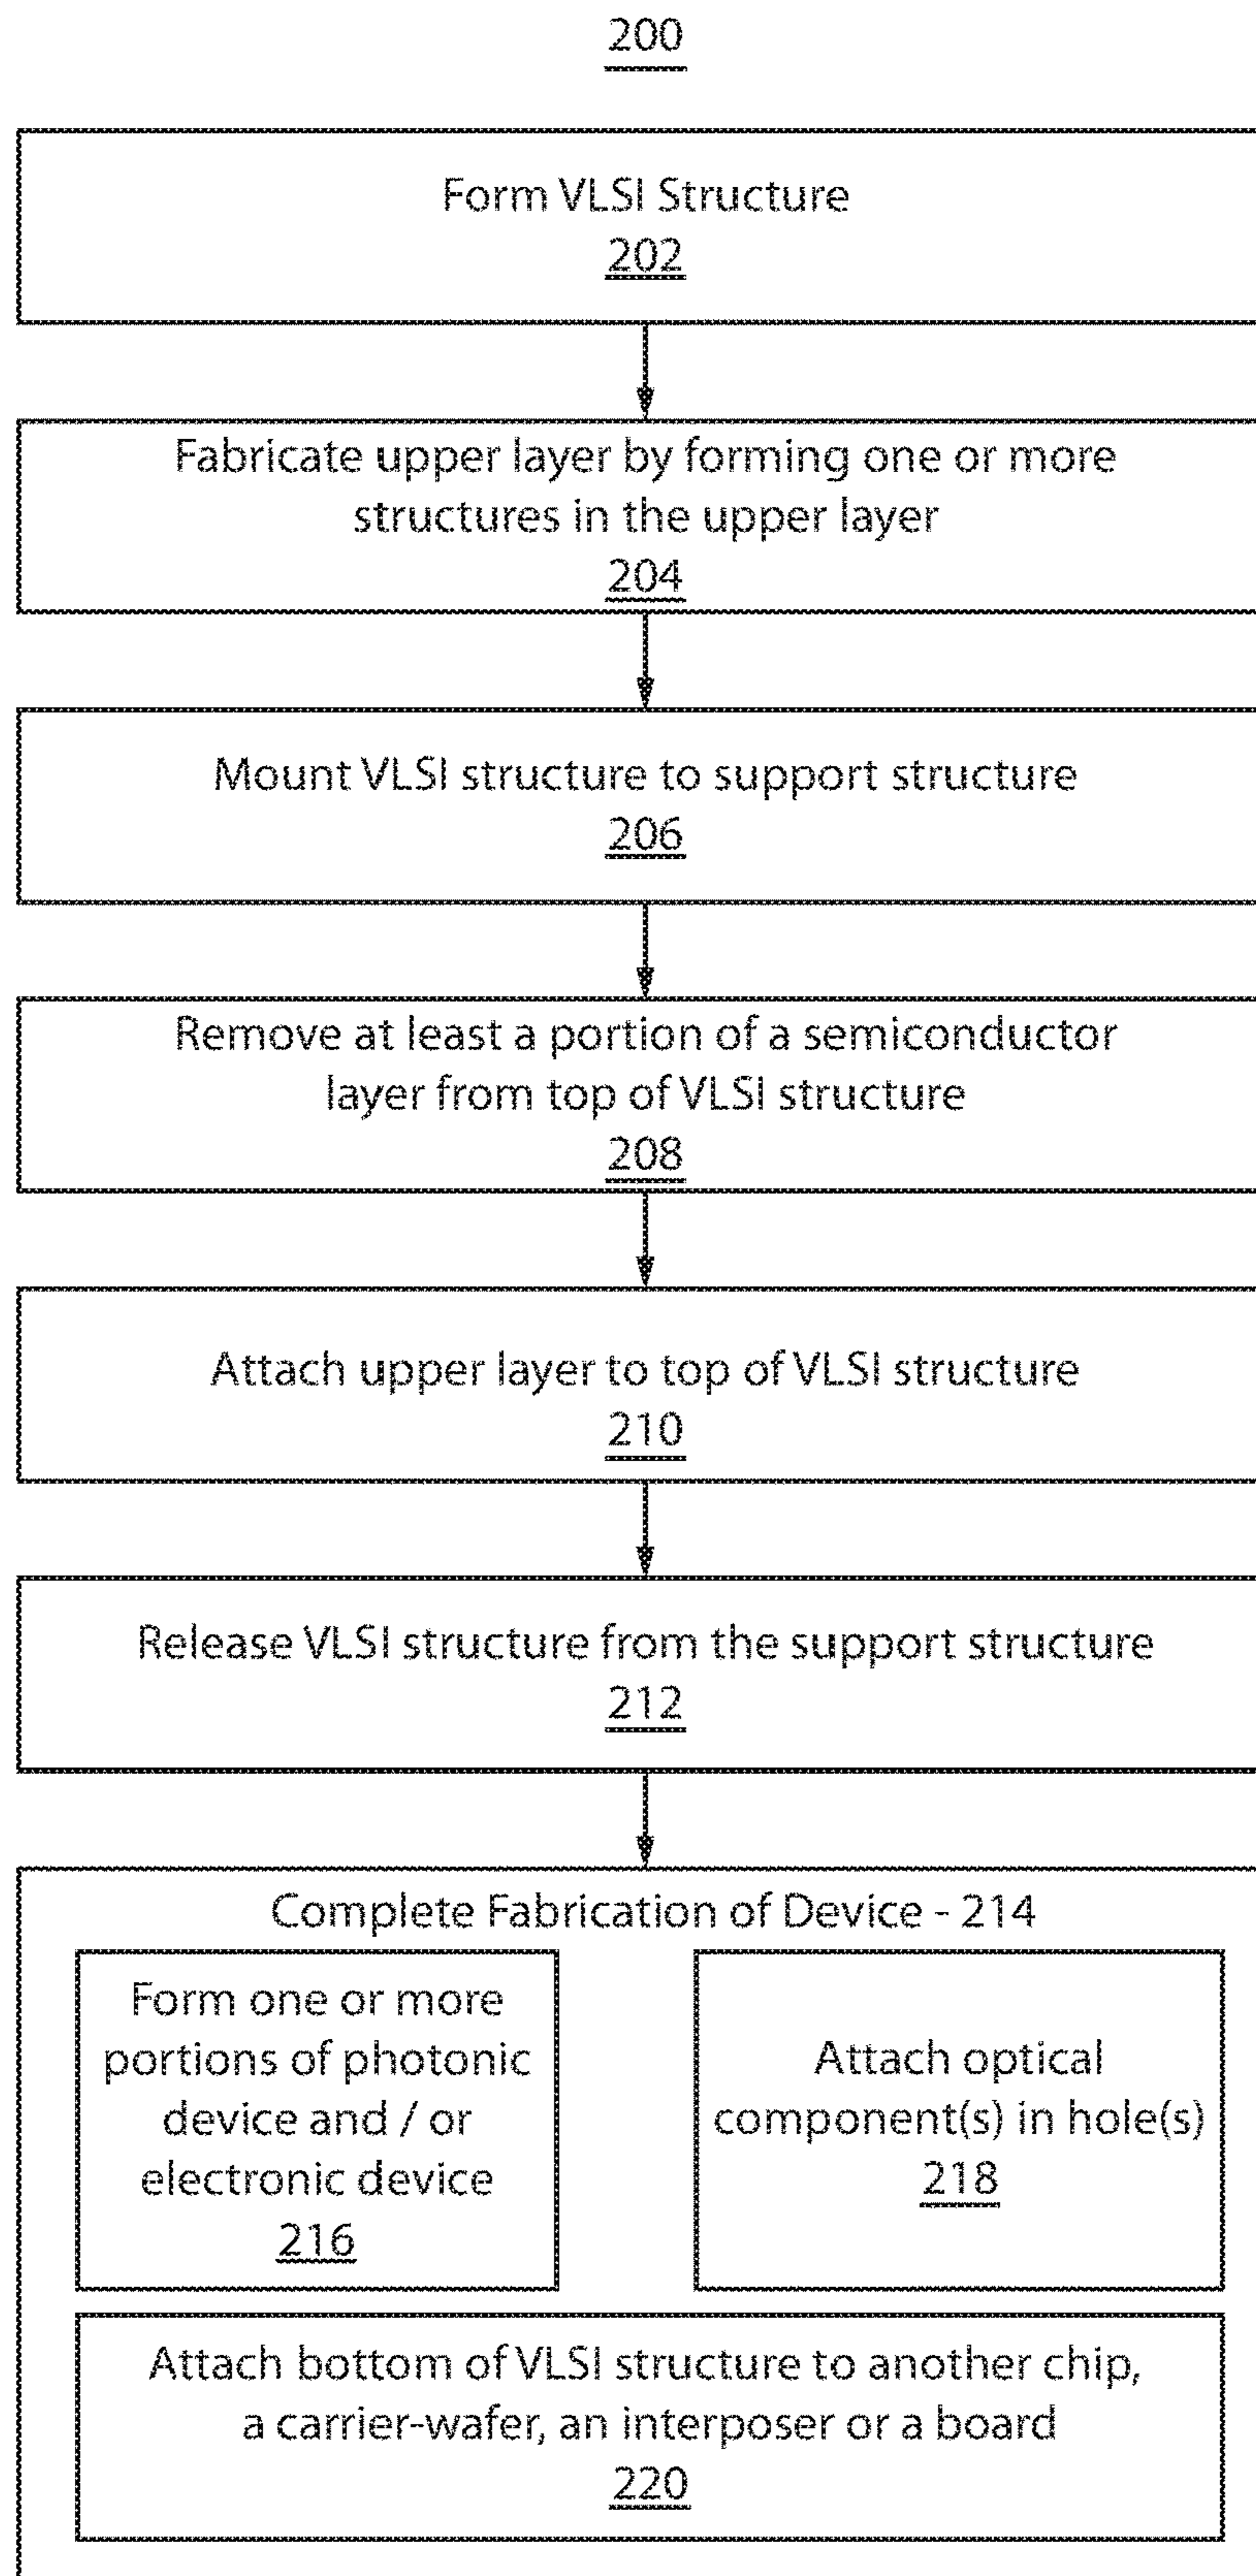 200
Form VLSI Structure
202
Fabricate upper layer by forming one or more
structures in the upper layer
204
Mount VLSI structure to support structure
206
Remove at least a portion of a semiconductor
layer from top of VLSI structure
208
Attach upper layer to top of VLSI structure
210
Release VLSI structure from the support structure
212
Complete Fabrication of Device - 214
Form one or more
portions of photonic
device and / or
electronic device
216
Attach optical
component(s) in hole(s)
218
Attach bottom of VLSI structure to another chip,
a carrier-wafer, an interposer or a board
220